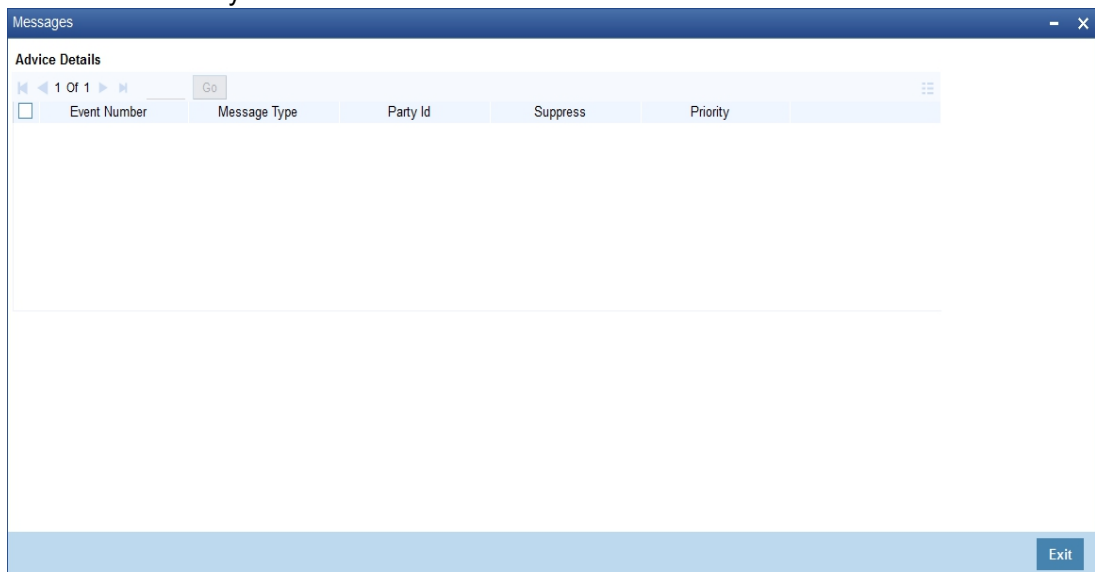 Messages
Advice Details
1 Of 1 Go
Event Number Message Type Party Id Suppress Priority
Exit